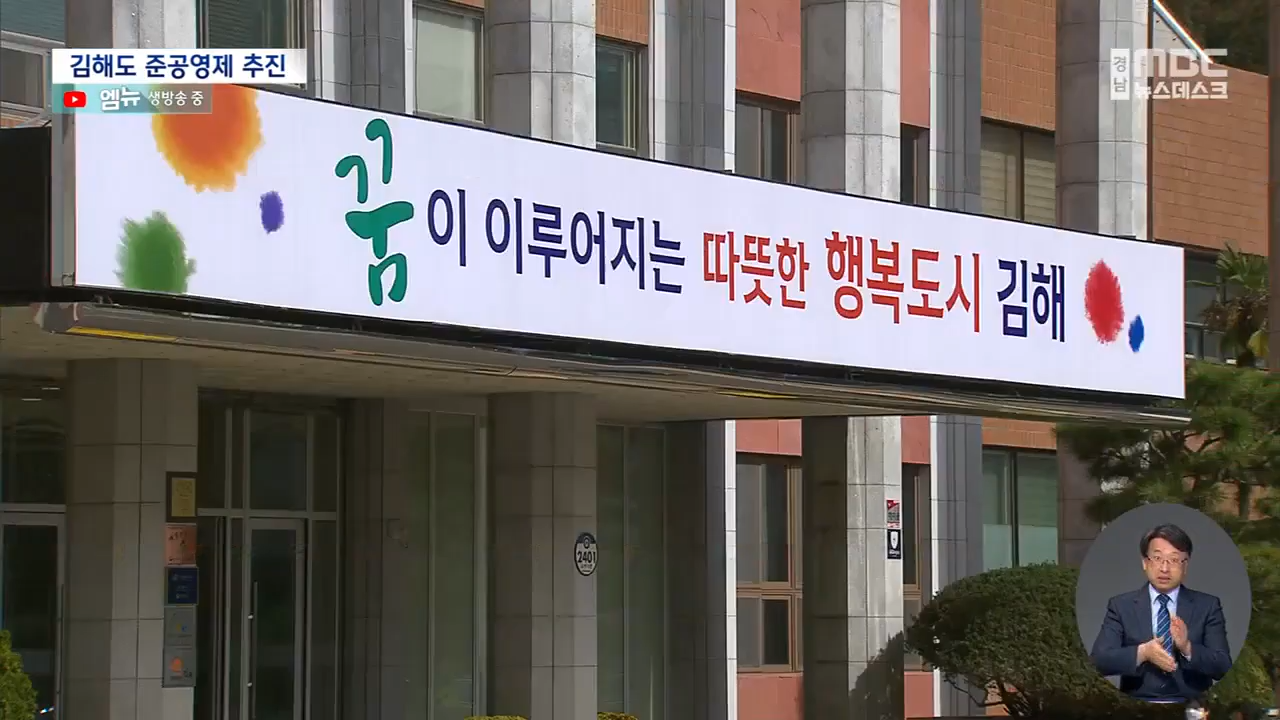 김해도 준공영제 추진
엠뉴 생방송 중
경남 MBC
뉴스데스크
꿈이 이루어지는 따뜻한 행복도시 김해
2401